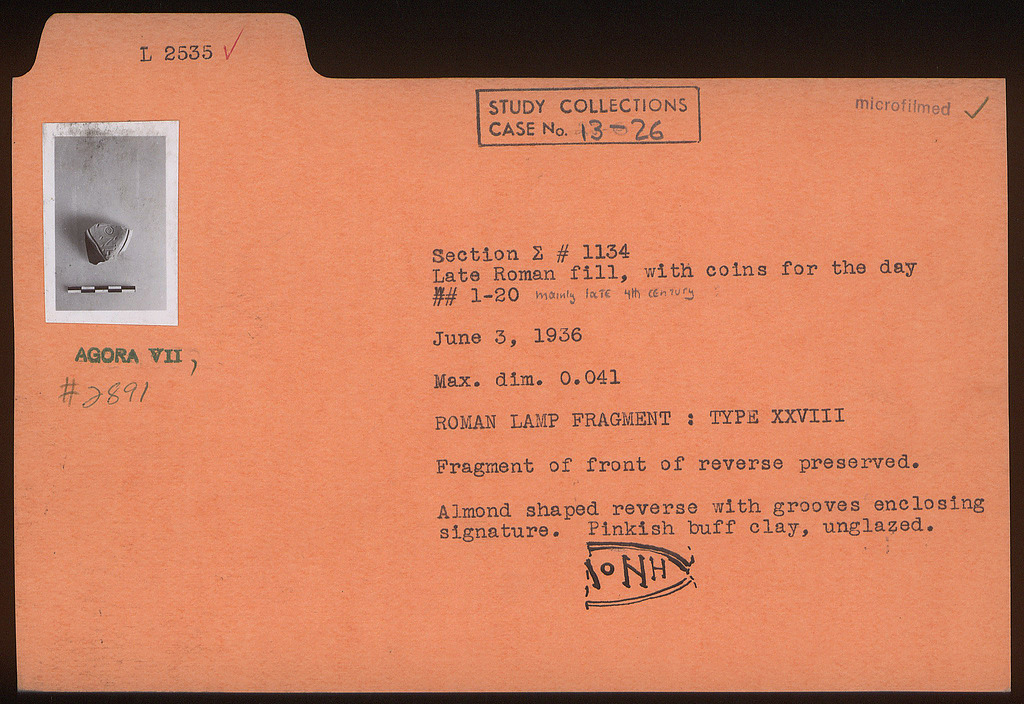 L 2535 ✓
STUDY COLLECTIONS
CASE No. 13-26
microfilmed ✓
Section Σ # 1134
Late Roman fill, with coins for the day
## 1-20 mainly late 4th century
June 3, 1936
Max. dim. 0.041
ROMAN LAMP FRAGMENT : TYPE XXVIII
Fragment of front of reverse preserved.
Almond shaped reverse with grooves enclosing
signature. Pinkish buff clay, unglazed.
ΟΝΗ
AGORA VII,
#2891